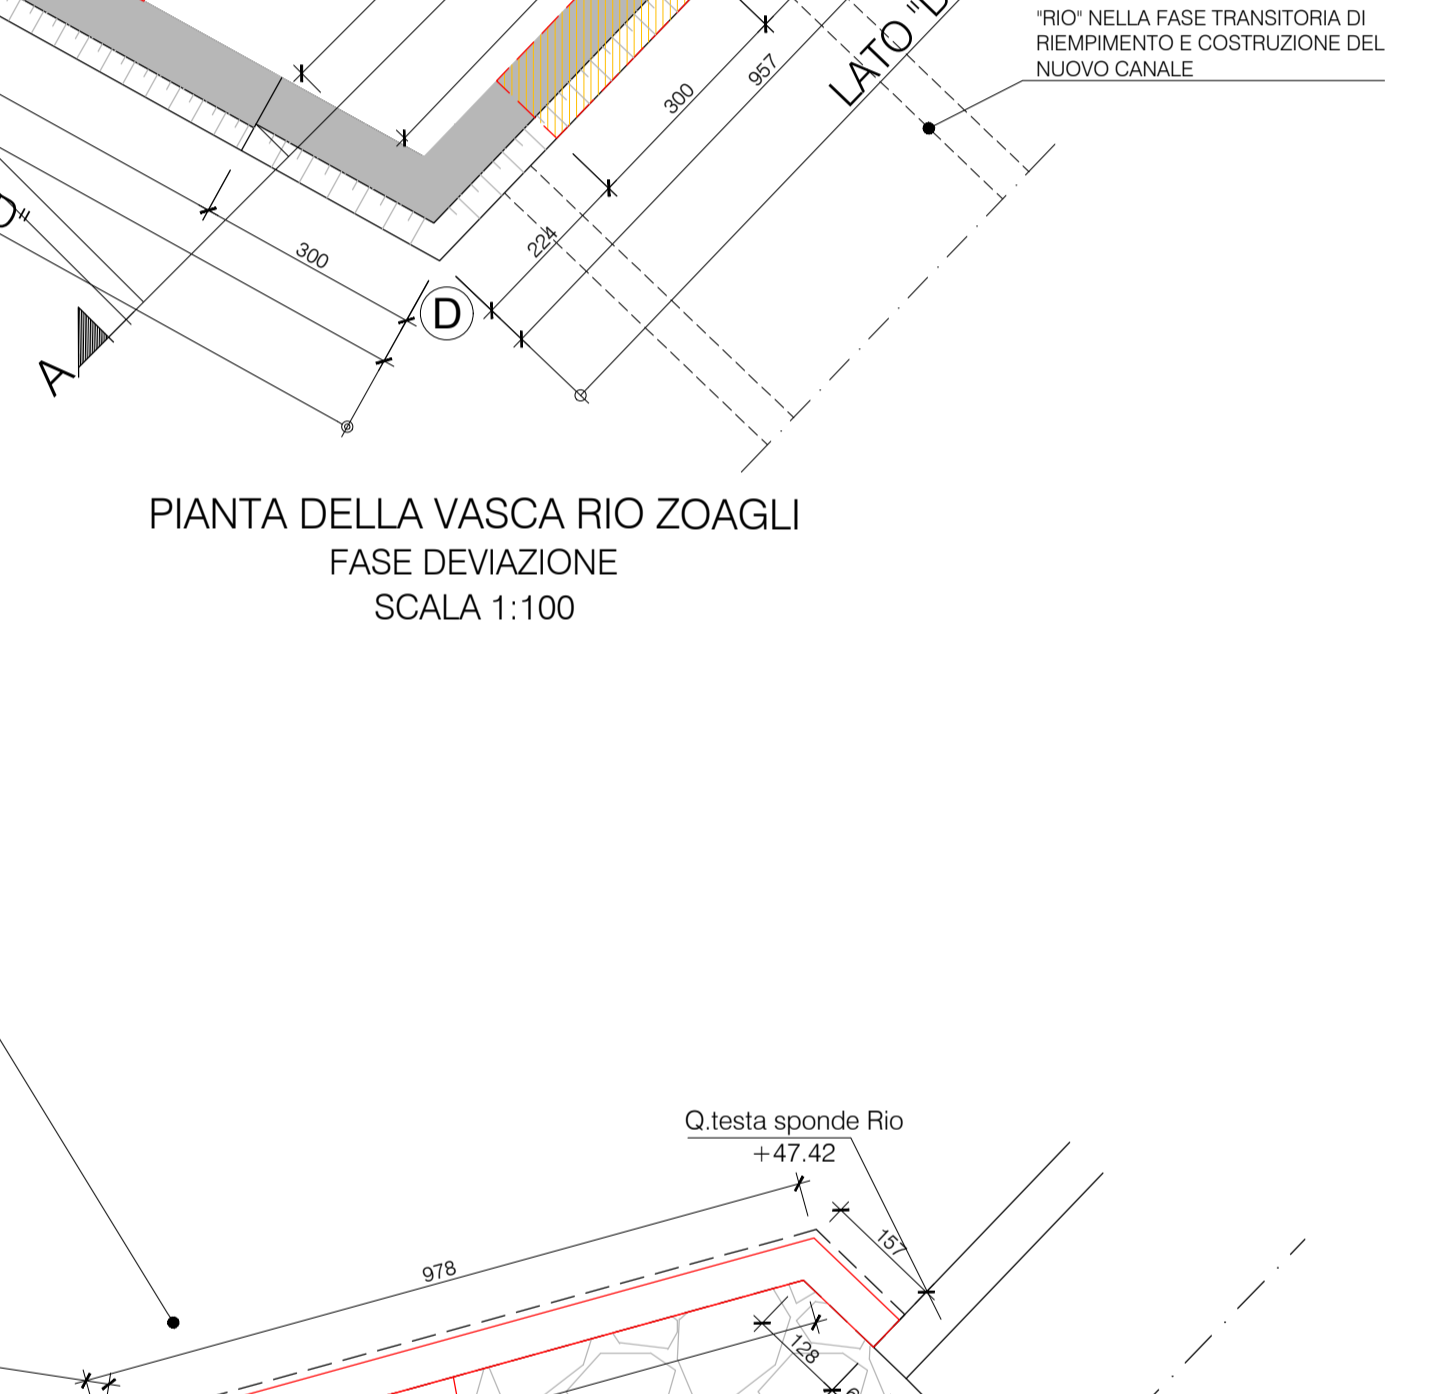 "RIO" NELLA FASE TRANSITORIA DI
RIEMPIMENTO E COSTRUZIONE DEL
NUOVO CANALE
LATO
957
300
224
300
D"
D
A
PIANTA DELLA VASCA RIO ZOAGLI
FASE DEVIAZIONE
SCALA 1:100
Q.testa sponde Rio
+47.42
157
978
128